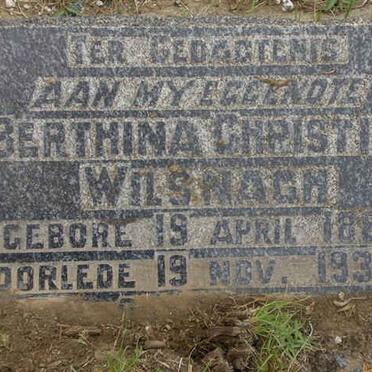 TER GEDAGTENIS
AAN MY EGGENOTE
BERTHINA CHRISTI
WILSNAGH
GEBORE 19 APRIL 18
OORLEDE 19 NOV. 193